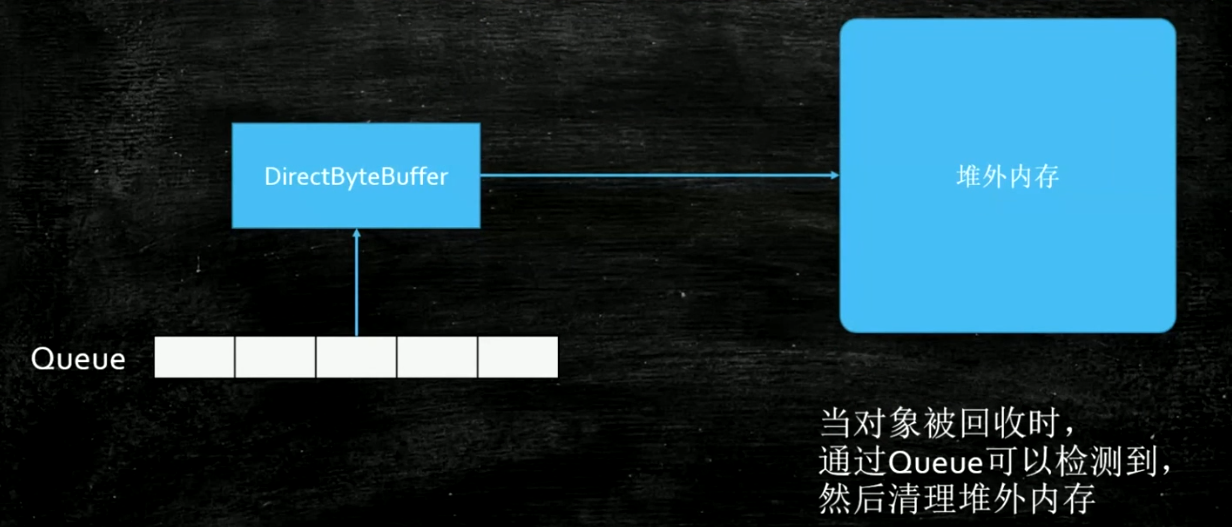 DirectByteBuffer
堆外内存
Queue
当对象被回收时，
通过Queue可以检测到，
然后清理堆外内存